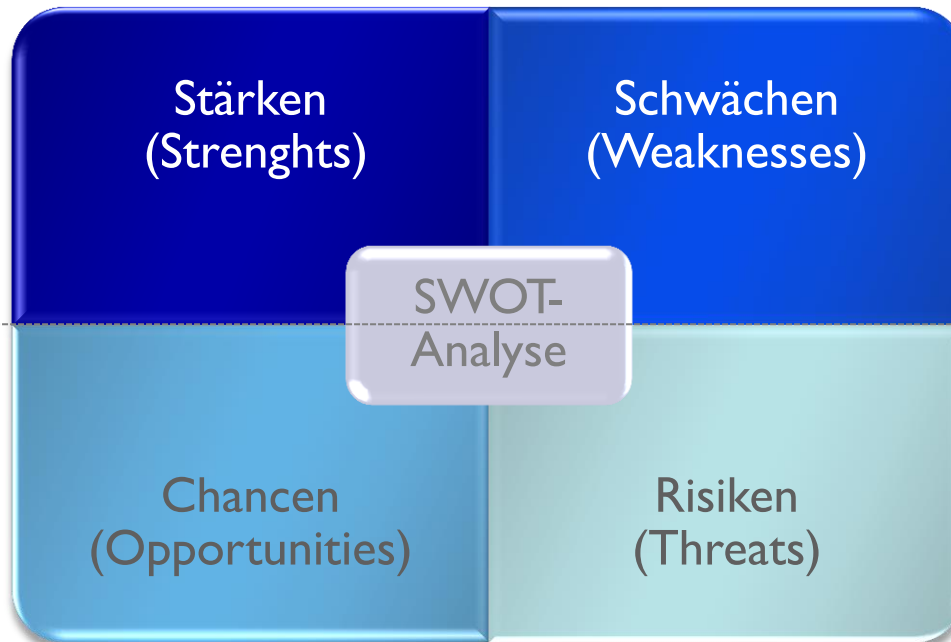 Stärken
(Strenghts)
Schwächen
(Weaknesses)
SWOT-
Analyse
Chancen
(Opportunities)
Risiken
(Threats)